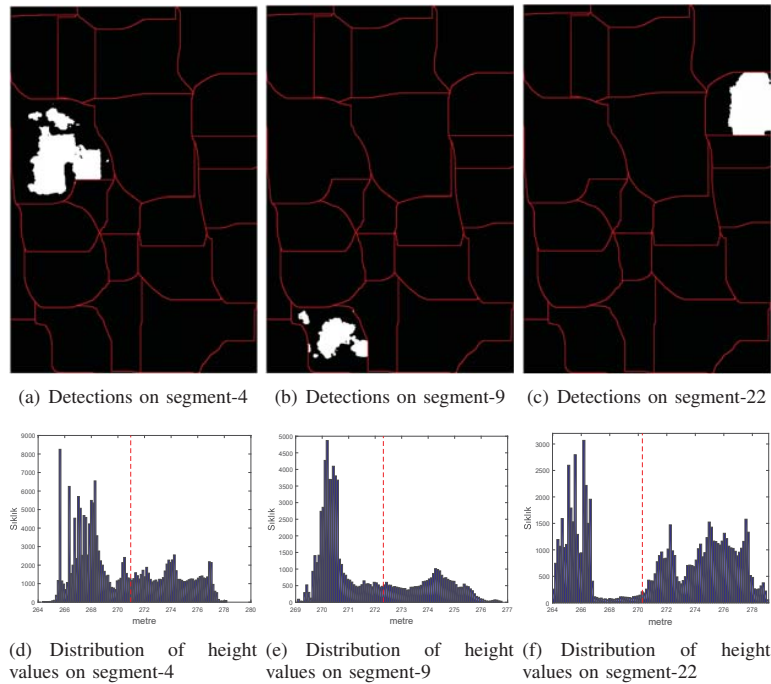 (a) Detections on segment-4
(b) Detections on segment-9
(c) Detections on segment-22
9000
8000
7000
6000
5000
4000
3000
2000
1000
0
Sıklık
264 266 268 270 272 274 276 278 280
metre
5000
4500
4000
3500
3000
2500
2000
1500
1000
500
0
Sıklık
269 270 271 272 273 274 275 276 277
metre
3000
2500
2000
1500
1000
500
0
Sıklık
264 266 268 270 272 274 276 278
metre
(d) Distribution of height
values on segment-4
(e) Distribution of height
values on segment-9
(f) Distribution of height
values on segment-22